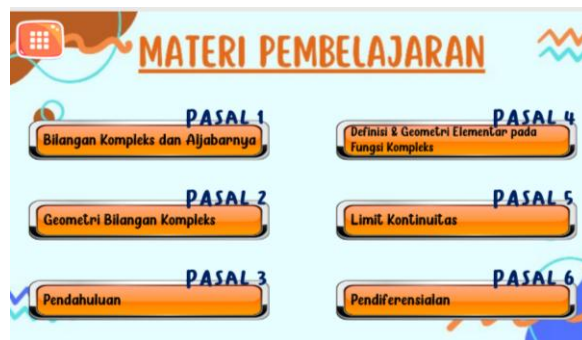 MATERI PEMBELAJARAN
PASAL 1
Bilangan Kompleks dan Aljabarnya
PASAL 2
Geometri Bilangan Kompleks
PASAL 3
Pendahuluan
PASAL 4
Definisi & Geometri Elementar pada
Fungsi Kompleks
PASAL 5
Limit Kontinuitas
PASAL 6
Pendiferensialan